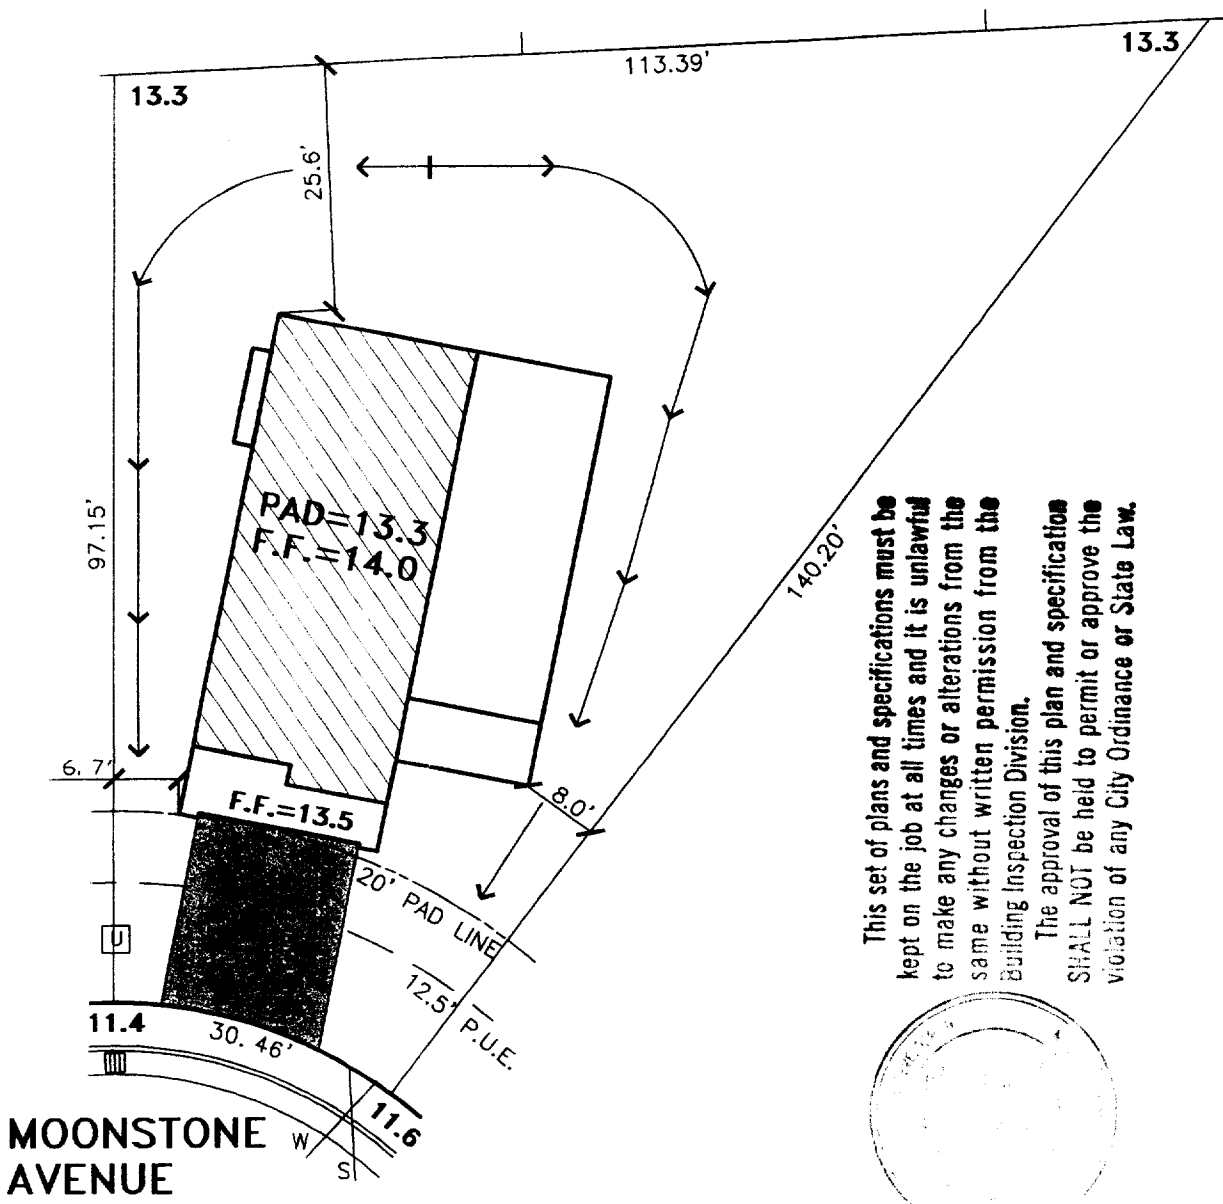 13.3
113.39'
13.3
25.6'
97.15'
PAD=13.3
F.F.=14.0
140.20'
6.7'
F.F.=13.5
8.0'
20' PAD LINE
12.5' P.U.E.
U
11.4
30.46'
11.6
W
S
MOONSTONE
AVENUE
This set of plans and specifications must be
kept on the job at all times and it is unlawful
to make any changes or alterations from the
same without written permission from the
Building Inspection Division.
The approval of this plan and specification
SHALL NOT be held to permit or approve the
violation of any City Ordinance or State Law.